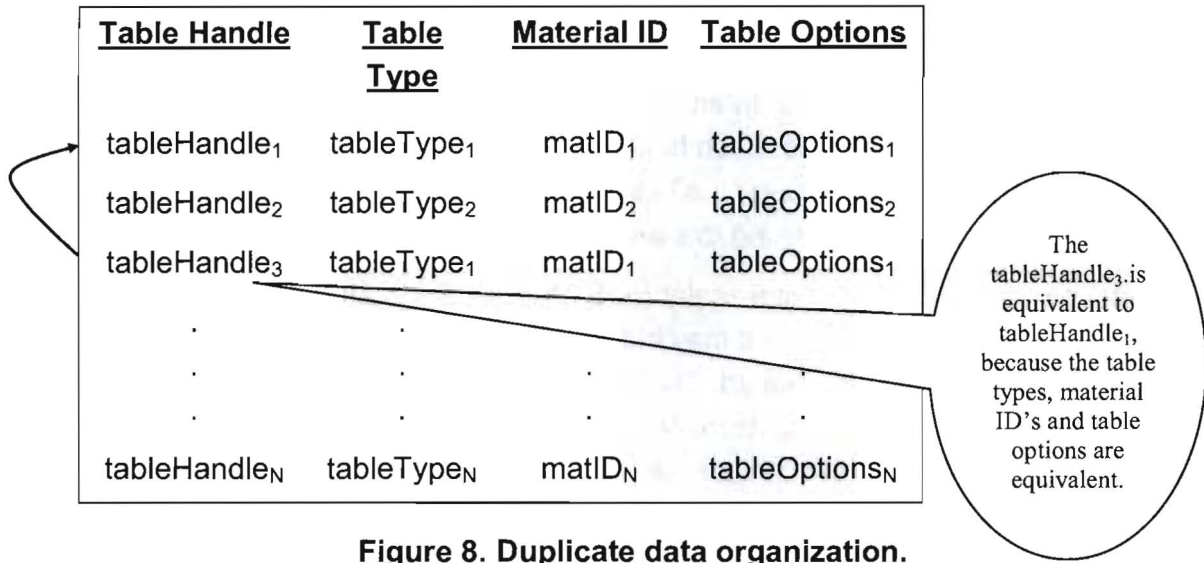 Table Handle Table Material ID Table Options
Type
tableHandle₁ tableType₁ matID₁ tableOptions₁
tableHandle₂ tableType₂ matID₂ tableOptions₂
tableHandle₃ tableType₁ matID₁ tableOptions₁
. . . .
. . . .
. . . .
tableHandleN tableTypeN matIDN tableOptionsN
The
tableHandle₃.is
equivalent to
tableHandle₁,
because the table
types, material
ID's and table
options are
equivalent.
Figure 8. Duplicate data organization.